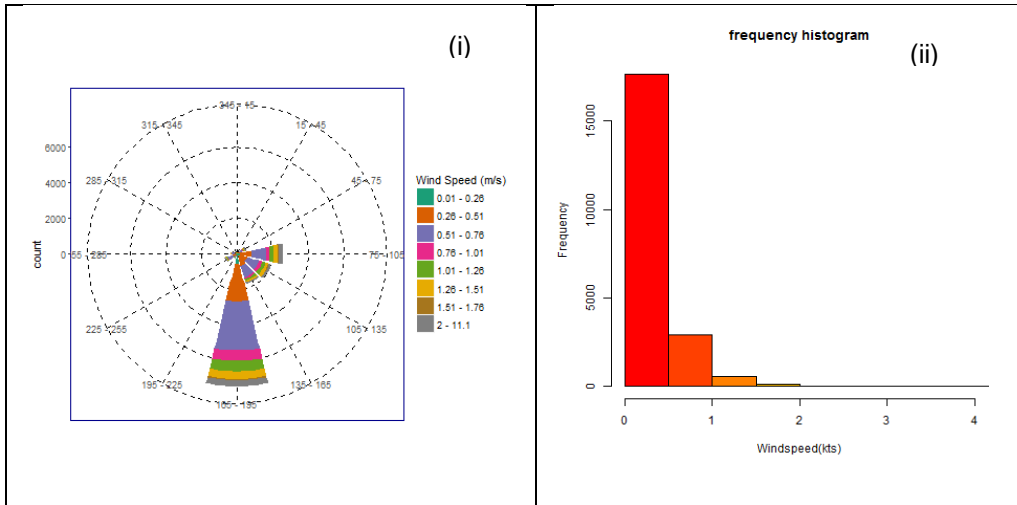 (i)
345 - 15
15 - 45
45 - 75
75 - 105
105 - 135
135 - 165
165 - 195
195 - 225
225 - 255
55 - 285
285 - 315
315 - 345
6000
4000
2000
0
count
Wind Speed (m/s)
0.01 - 0.26
0.26 - 0.51
0.51 - 0.76
0.76 - 1.01
1.01 - 1.26
1.26 - 1.51
1.51 - 1.76
2 - 11.1
frequency histogram
(ii)
Frequency
15000
10000
5000
0
0 1 2 3 4
Windspeed(kts)